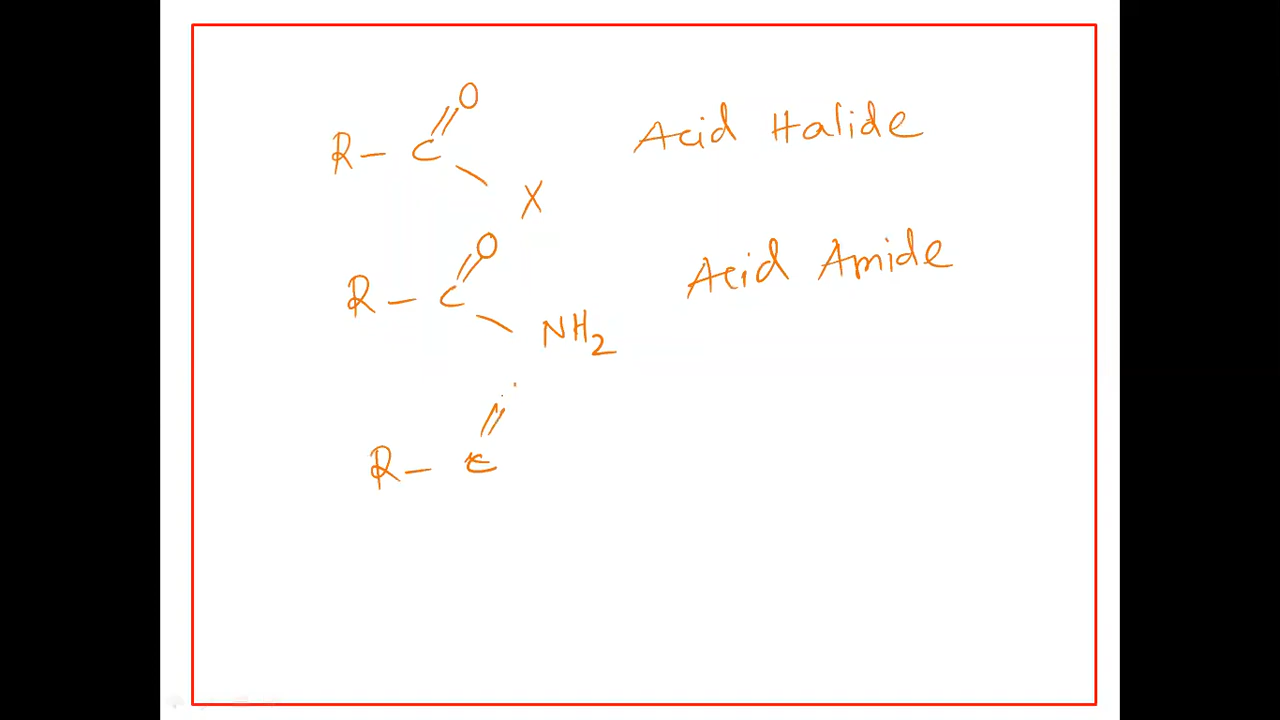 O
R - C Acid Halide
X
O
R - C Acid Amide
NH2
R - C